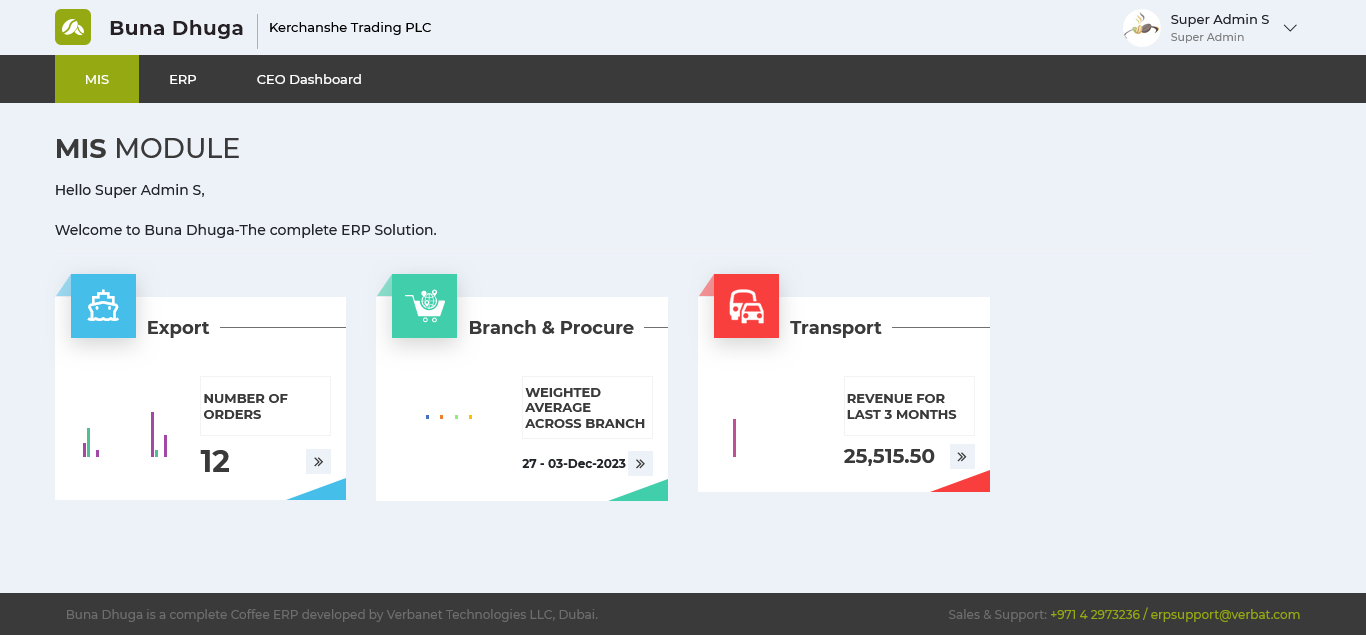 Buna Dhuga
Kerchanshe Trading PLC
Super Admin S
Super Admin
MIS
ERP
CEO Dashboard
MIS MODULE
Hello Super Admin S,
Welcome to Buna Dhuga-The complete ERP Solution.
Export
NUMBER OF
ORDERS
12
Branch & Procure
WEIGHTED
AVERAGE
ACROSS BRANCH
27 - 03-Dec-2023
Transport
REVENUE FOR
LAST 3 MONTHS
25,515.50
Buna Dhuga is a complete Coffee ERP developed by Verbanet Technologies LLC, Dubai.
Sales & Support: +971 4 2973236 / erpsupport@verbat.com